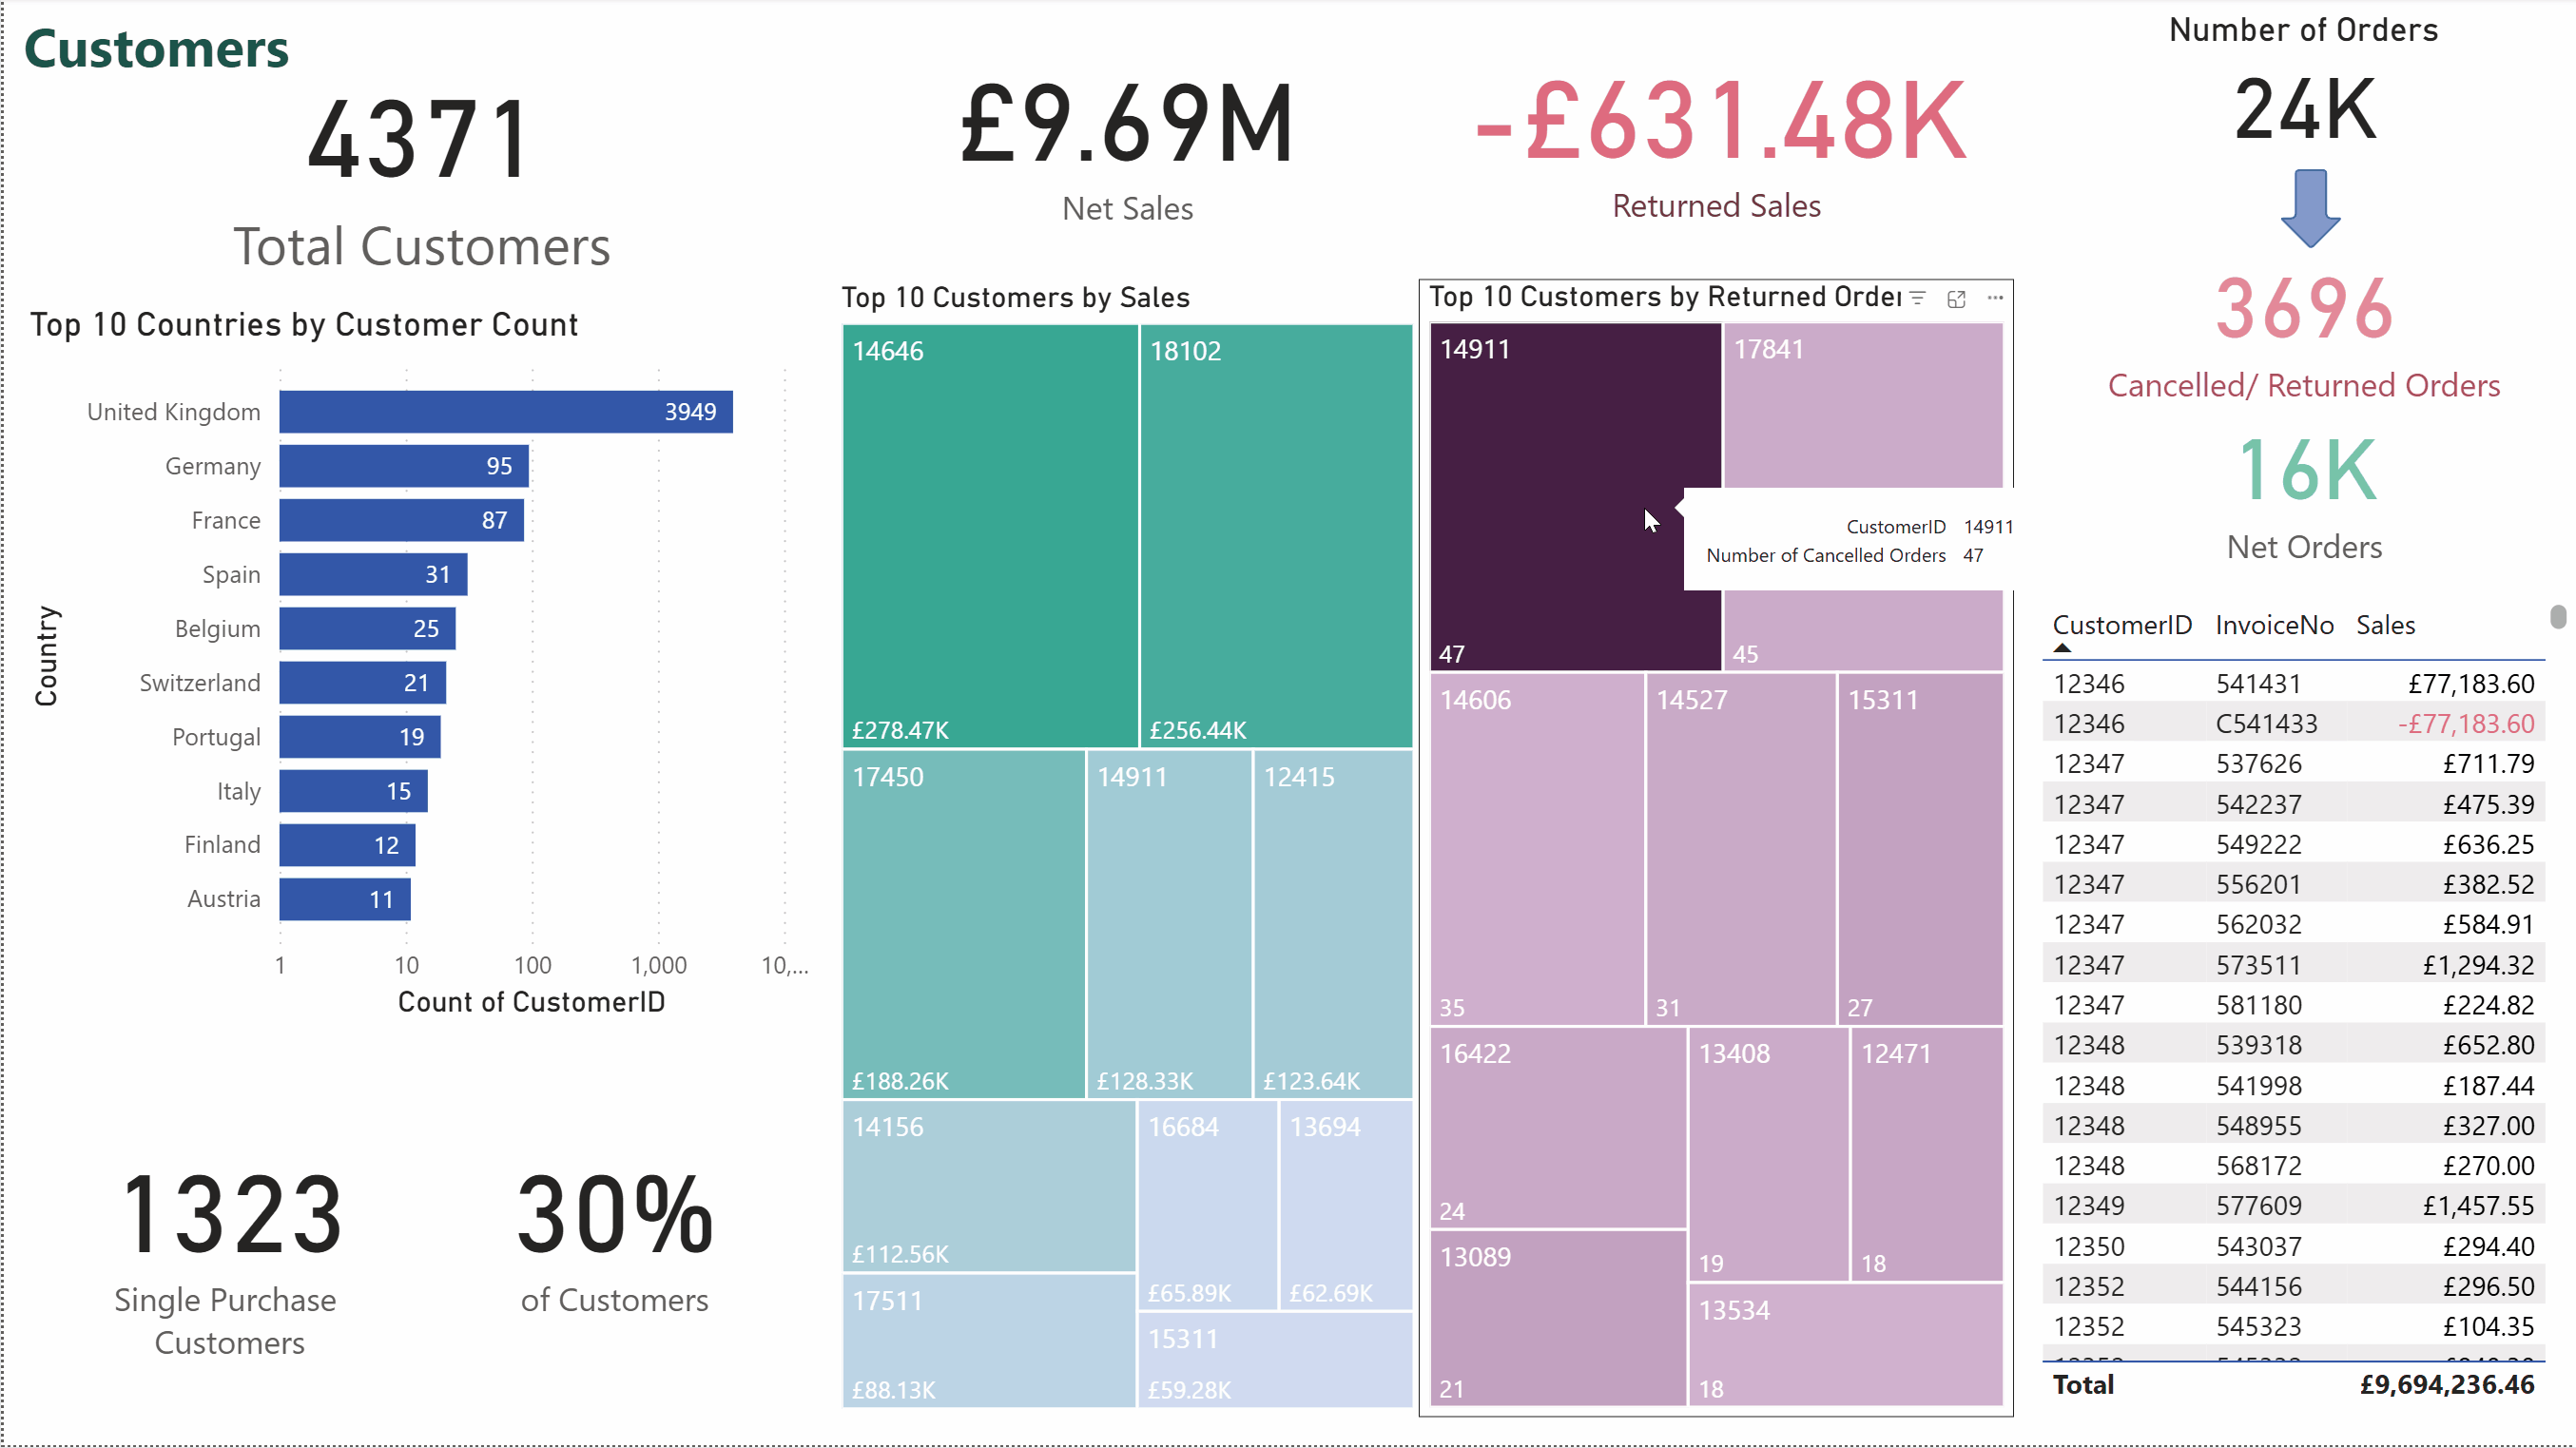 Customers
4371
Total Customers
£9.69M
Net Sales
-£631.48K
Returned Sales
Number of Orders
24K
3696
Cancelled/ Returned Orders
16K
Net Orders
Top 10 Countries by Customer Count
Country
United Kingdom 3949
Germany 95
France 87
Spain 31
Belgium 25
Switzerland 21
Portugal 19
Italy 15
Finland 12
Austria 11
1 10 100 1,000 10,...
Count of CustomerID
1323
Single Purchase
Customers
30%
of Customers
Top 10 Customers by Sales
14646
£278.47K
18102
£256.44K
17450
£188.26K
14911
£128.33K
12415
£123.64K
14156
£112.56K
17511
£88.13K
16684
£65.89K
13694
£62.69K
15311
£59.28K
Top 10 Customers by Returned Order
14911
47
17841
45
CustomerID 14911
Number of Cancelled Orders 47
14606
35
14527
31
15311
27
16422
24
13089
21
13408
19
12471
18
13534
18
CustomerID InvoiceNo Sales
12346 541431 £77,183.60
12346 C541433 -£77,183.60
12347 537626 £711.79
12347 542237 £475.39
12347 549222 £636.25
12347 556201 £382.52
12347 562032 £584.91
12347 573511 £1,294.32
12347 581180 £224.82
12348 539318 £652.80
12348 541998 £187.44
12348 548955 £327.00
12348 568172 £270.00
12349 577609 £1,457.55
12350 543037 £294.40
12352 544156 £296.50
12352 545323 £104.35
Total £9,694,236.46